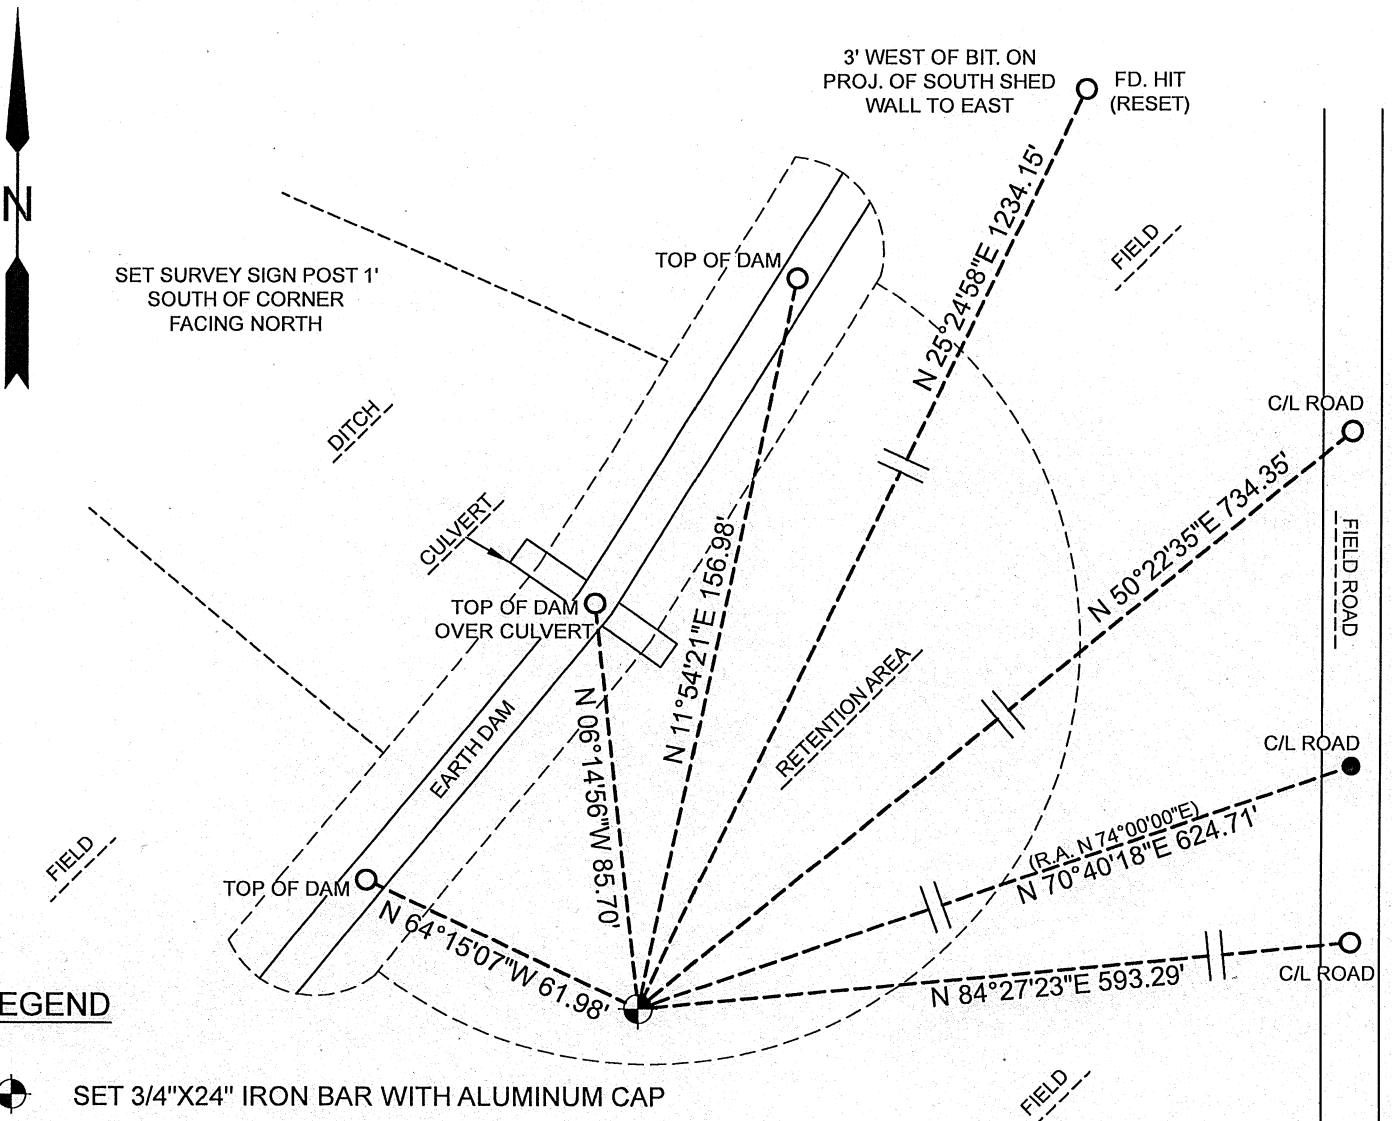 3' WEST OF BIT. ON
PROJ. OF SOUTH SHED
WALL TO EAST
FD. HIT
(RESET)
N
SET SURVEY SIGN POST 1'
SOUTH OF CORNER
FACING NORTH
TOP OF DAM
N 25°24'58"E 1234.15'
FIELD
DITCH
C/L ROAD
CULVERT
TOP OF DAM
OVER CULVERT
N 11°54'21"E 156.98'
N 50°22'35"E 734.35'
FIELD ROAD
N 06°14'56"W 85.70'
EARTH DAM
RETENTION AREA
C/L ROAD
FIELD
TOP OF DAM
N 64°15'07"W 61.98'
(R.A. N 74°00'00"E)
N 70°40'18"E 624.71'
N 84°27'23"E 593.29'
C/L ROAD
EGEND
SET 3/4"X24" IRON BAR WITH ALUMINUM CAP
FIELD